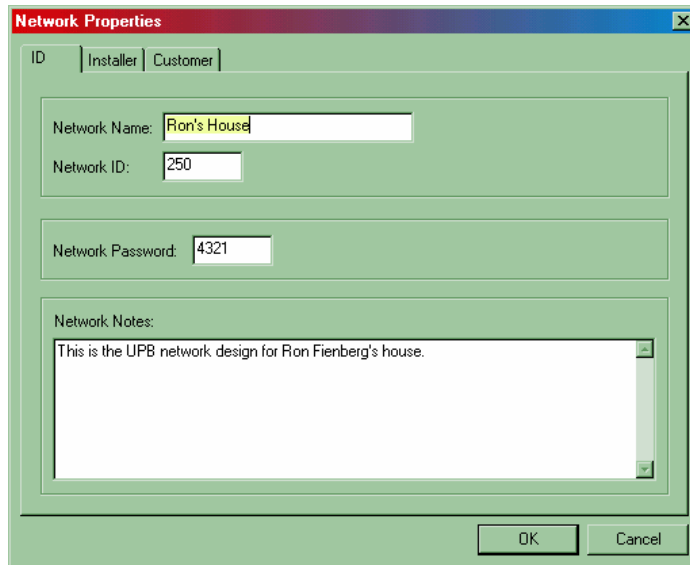 Network Properties
ID Installer Customer
Network Name: Ron's House
Network ID: 250
Network Password: 4321
Network Notes:
This is the UPB network design for Ron Fienberg's house.
OK Cancel